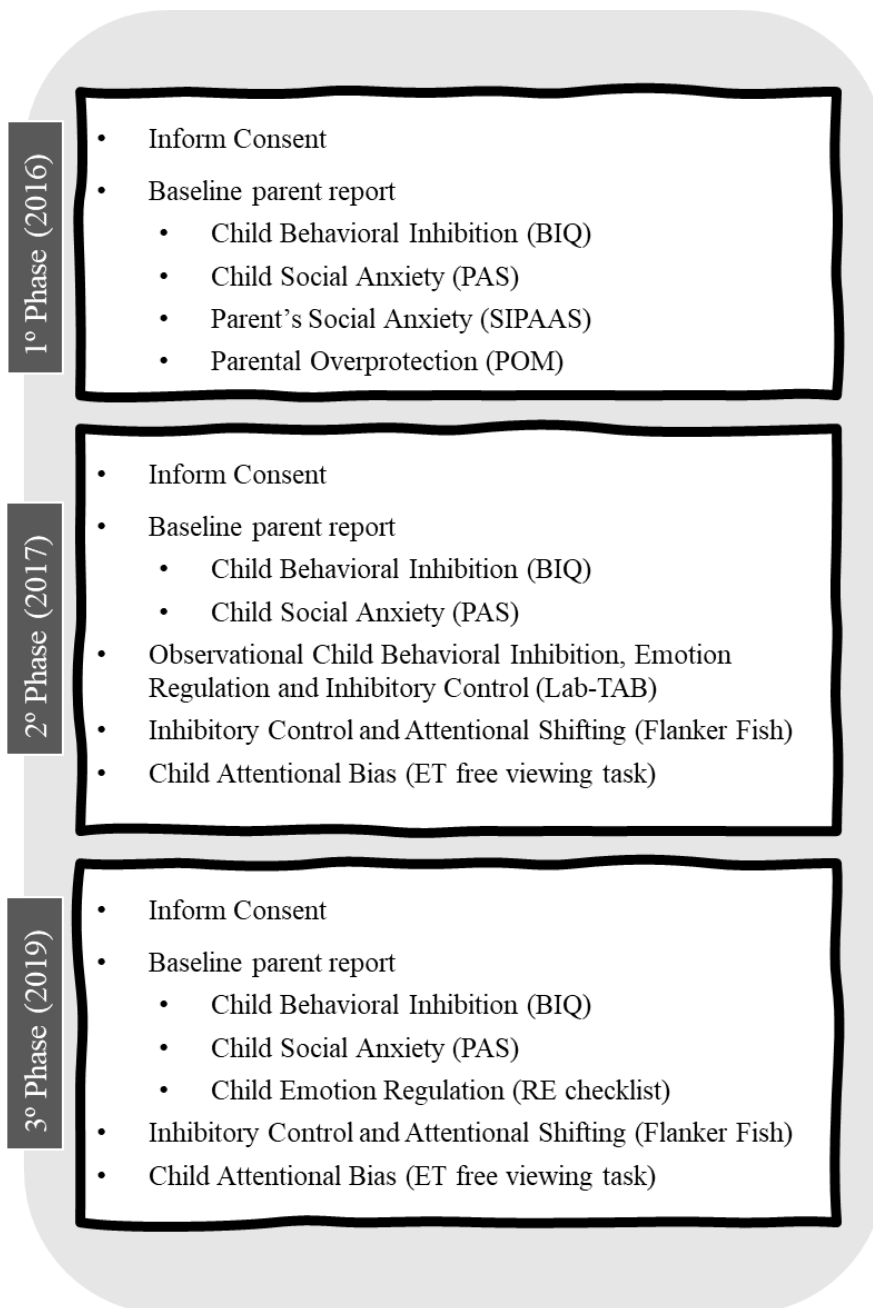 1º Phase (2016)
• Inform Consent
• Baseline parent report
• Child Behavioral Inhibition (BIQ)
• Child Social Anxiety (PAS)
• Parent’s Social Anxiety (SIPAAS)
• Parental Overprotection (POM)
2º Phase (2017)
• Inform Consent
• Baseline parent report
• Child Behavioral Inhibition (BIQ)
• Child Social Anxiety (PAS)
• Observational Child Behavioral Inhibition, Emotion
Regulation and Inhibitory Control (Lab-TAB)
• Inhibitory Control and Attentional Shifting (Flanker Fish)
• Child Attentional Bias (ET free viewing task)
3º Phase (2019)
• Inform Consent
• Baseline parent report
• Child Behavioral Inhibition (BIQ)
• Child Social Anxiety (PAS)
• Child Emotion Regulation (RE checklist)
• Inhibitory Control and Attentional Shifting (Flanker Fish)
• Child Attentional Bias (ET free viewing task)